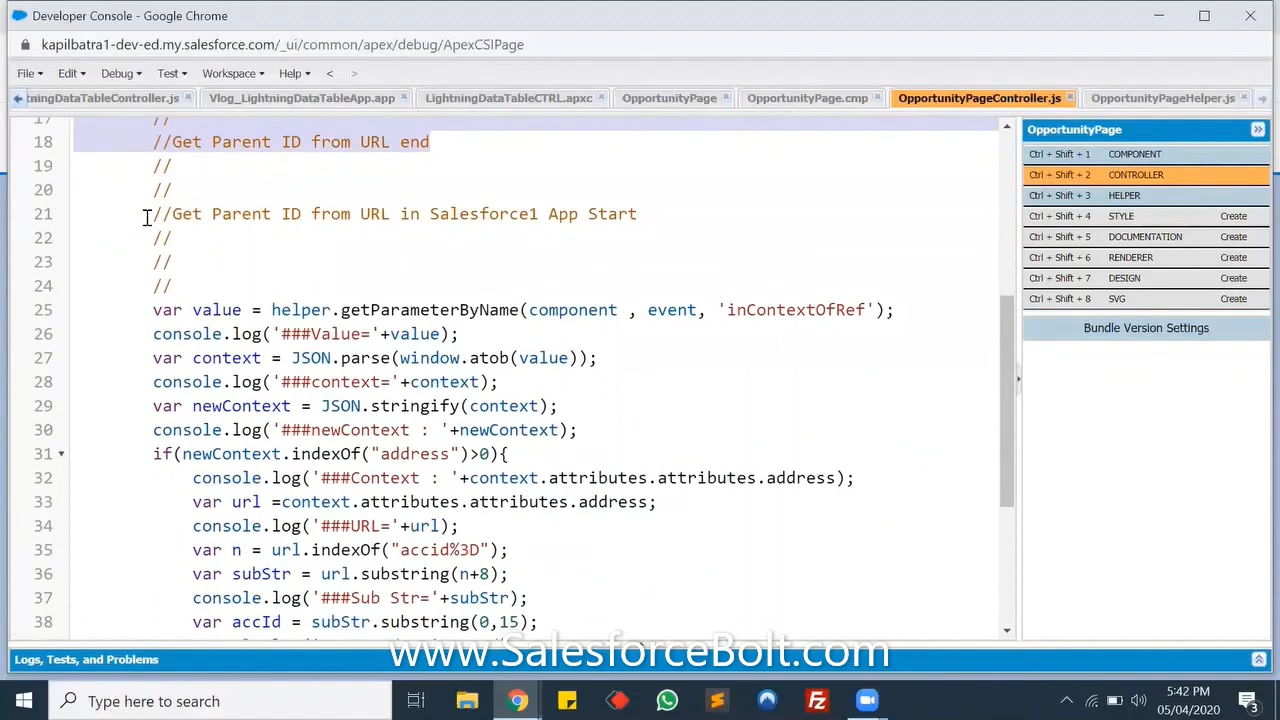 Developer Console - Google Chrome
kapilbatra1-dev-ed.my.salesforce.com/_ui/common/apex/debug/ApexCSIPage
File Edit Debug Test Workspace Help < >
ntningDataTableController.js Vlog_LightningDataTableApp.app LightningDataTableCTRL.apxc OpportunityPage OpportunityPage.cmp OpportunityPageController.js OpportunityPageHelper.js
17 //
18 //Get Parent ID from URL end
19 //
20 //
21 //Get Parent ID from URL in Salesforce1 App Start
22 //
23 //
24 //
25 var value = helper.getParameterByName(component , event, 'inContextOfRef');
26 console.log('###Value='+value);
27 var context = JSON.parse(window.atob(value));
28 console.log('###context='+context);
29 var newContext = JSON.stringify(context);
30 console.log('###newContext : '+newContext);
31 if(newContext.indexOf("address")>0){
32 console.log('###Context : '+context.attributes.attributes.address);
33 var url =context.attributes.attributes.address;
34 console.log('###URL='+url);
35 var n = url.indexOf("accid%3D");
36 var subStr = url.substring(n+8);
37 console.log('###Sub Str='+subStr);
38 var accId = subStr.substring(0,15);
OpportunityPage
Ctrl + Shift + 1 COMPONENT
Ctrl + Shift + 2 CONTROLLER
Ctrl + Shift + 3 HELPER
Ctrl + Shift + 4 STYLE Create
Ctrl + Shift + 5 DOCUMENTATION Create
Ctrl + Shift + 6 RENDERER Create
Ctrl + Shift + 7 DESIGN Create
Ctrl + Shift + 8 SVG Create
Bundle Version Settings
Logs, Tests, and Problems
www.SalesforceBolt.com
Type here to search
5:42 PM
05/04/2020
3